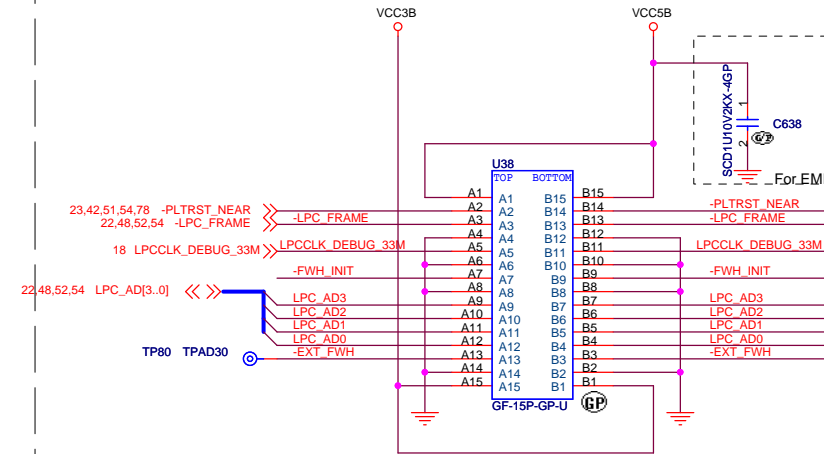 VCC3B VCC5B
SCD1U10V2KX-4GP
1
2
C638
G/P
For EMI
U38
TOP BOTTOM
A1 A1 B15 B15
23,42,51,54,78 -PLTRST_NEAR A2 A2 B14 B14 -PLTRST_NEAR
22,48,52,54 -LPC_FRAME -LPC_FRAME A3 A3 B13 B13 -LPC_FRAME
A4 A4 B12 B12
18 LPCCLK_DEBUG_33M LPCCLK_DEBUG_33M A5 A5 B11 B11 LPCCLK_DEBUG_33M
A6 A6 B10 B10
-FWH_INIT A7 A7 B9 B9 -FWH_INIT
22,48,52,54 LPC_AD[3..0] A8 A8 B8 B8
LPC_AD3 A9 A9 B7 B7 LPC_AD3
LPC_AD2 A10 A10 B6 B6 LPC_AD2
LPC_AD1 A11 A11 B5 B5 LPC_AD1
LPC_AD0 A12 A12 B4 B4 LPC_AD0
TP80 TPAD30 -EXT_FWH A13 A13 B3 B3 -EXT_FWH
A14 A14 B2 B2
A15 A15 B1 B1
GF-15P-GP-U GP